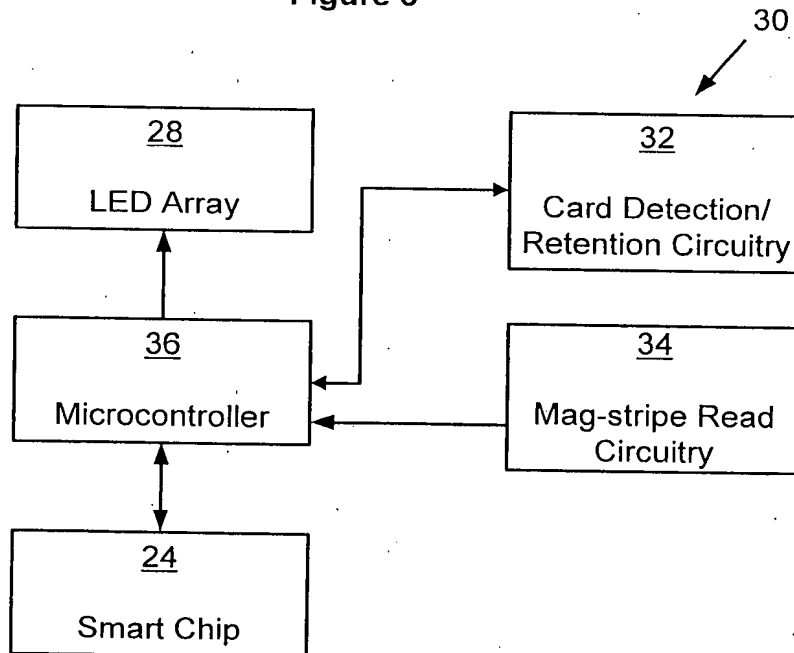 30
28
LED Array
32
Card Detection/
Retention Circuitry
36
Microcontroller
34
Mag-stripe Read
Circuitry
24
Smart Chip